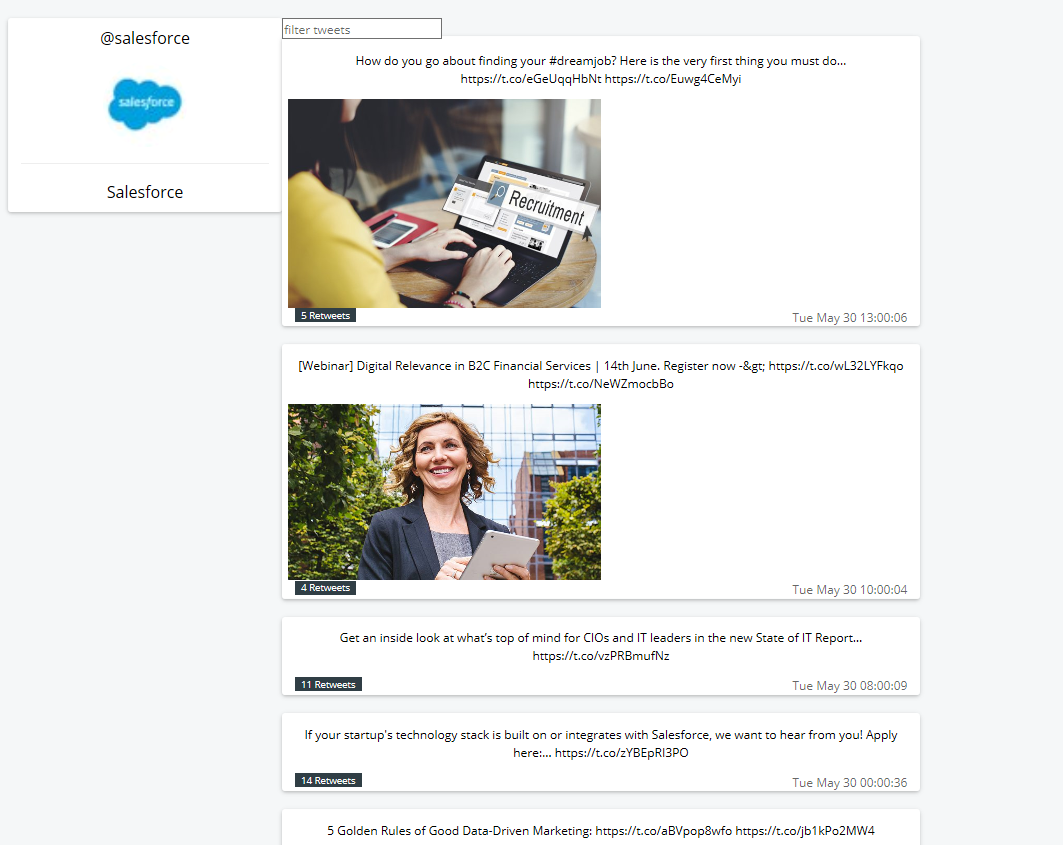 @salesforce
salesforce
Salesforce
filter tweets
How do you go about finding your #dreamjob? Here is the very first thing you must do…
https://t.co/eGeUqqHbNt https://t.co/Euwg4CeMyi
Recruitment
5 Retweets
Tue May 30 13:00:06
[Webinar] Digital Relevance in B2C Financial Services | 14th June. Register now -&gt; https://t.co/wL32LYFkqo
https://t.co/NeWZmocbBo
4 Retweets
Tue May 30 10:00:04
Get an inside look at what’s top of mind for CIOs and IT leaders in the new State of IT Report…
https://t.co/vzPRBmufNz
11 Retweets
Tue May 30 08:00:09
If your startup's technology stack is built on or integrates with Salesforce, we want to hear from you! Apply
here:… https://t.co/zYBEpRI3PO
14 Retweets
Tue May 30 00:00:36
5 Golden Rules of Good Data-Driven Marketing: https://t.co/aBVpop8wfo https://t.co/jb1kPo2MW4